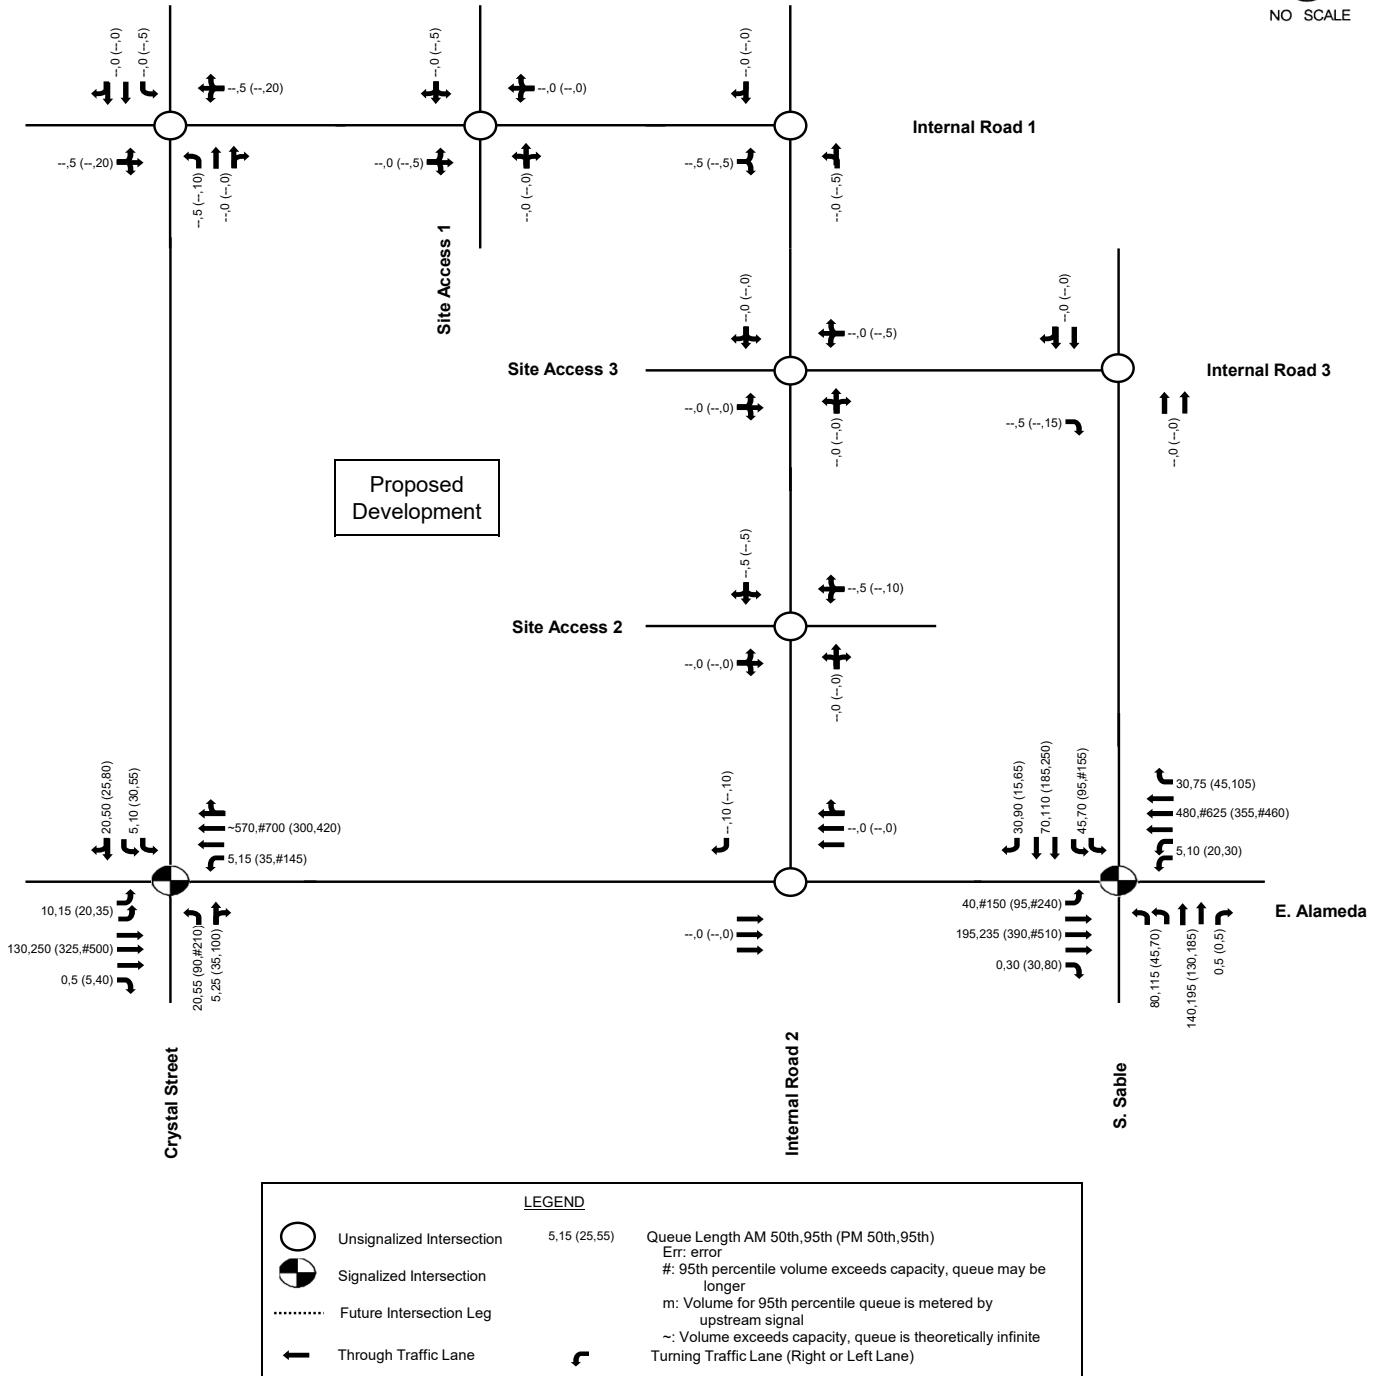 NO SCALE
--,0 (--,0)
--,0 (--,5)
--,5 (--,20)
--,0 (--,5)
--,0 (--,0)
--,0 (--,0)
Internal Road 1
--,5 (--,20)
--,5 (--,10)
--,0 (--,0)
--,0 (--,5)
--,0 (--,0)
--,5 (--,5)
--,0 (--,5)
Site Access 1
--,0 (--,0)
--,0 (--,5)
--,0 (--,0)
Site Access 3
Internal Road 3
--,0 (--,0)
--,0 (--,0)
--,5 (--,15)
--,0 (--,0)
Proposed
Development
--,5 (--,5)
--,5 (--,10)
Site Access 2
--,0 (--,0)
--,0 (--,0)
20,50 (25,80)
5,10 (30,55)
~570,#700 (300,420)
5,15 (35,#145)
--,10 (--,10)
--,0 (--,0)
30,90 (15,65)
70,110 (185,250)
45,70 (95,#155)
30,75 (45,105)
480,#625 (355,#460)
5,10 (20,30)
E. Alameda
10,15 (20,35)
130,250 (325,#500)
0,5 (5,40)
20,55 (90,#210)
5,25 (35,100)
--,0 (--,0)
40,#150 (95,#240)
195,235 (390,#510)
0,30 (30,80)
80,115 (45,70)
140,195 (130,185)
0,5 (0,5)
Crystal Street
Internal Road 2
S. Sable
LEGEND
Unsignalized Intersection
5,15 (25,55)
Queue Length AM 50th,95th (PM 50th,95th)
Err: error
Signalized Intersection
#: 95th percentile volume exceeds capacity, queue may be
longer
m: Volume for 95th percentile queue is metered by
upstream signal
Future Intersection Leg
~: Volume exceeds capacity, queue is theoretically infinite
Through Traffic Lane
Turning Traffic Lane (Right or Left Lane)